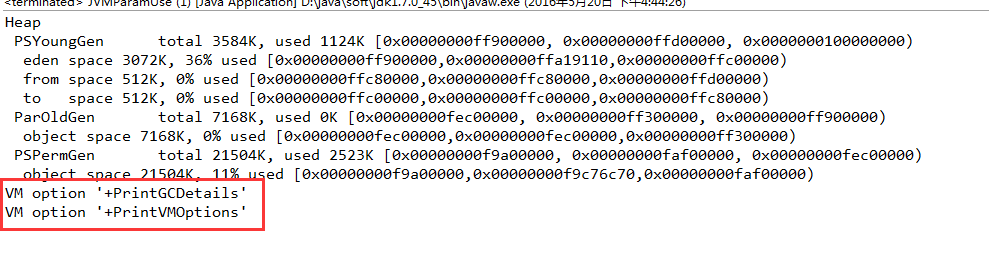 <terminated> JVMParamUse (1) [Java Application] D:\java\soft\jdk1.7.0_45\bin\javaw.exe (2016年5月20日 下午4:44:26)
Heap
 PSYoungGen      total 3584K, used 1124K [0x00000000ff900000, 0x00000000ffd00000, 0x0000000100000000)
  eden space 3072K, 36% used [0x00000000ff900000,0x00000000ffa19110,0x00000000ffc00000)
  from space 512K, 0% used [0x00000000ffc80000,0x00000000ffc80000,0x00000000ffd00000)
  to   space 512K, 0% used [0x00000000ffc00000,0x00000000ffc00000,0x00000000ffc80000)
 ParOldGen       total 7168K, used 0K [0x00000000fec00000, 0x00000000ff300000, 0x00000000ff900000)
  object space 7168K, 0% used [0x00000000fec00000,0x00000000fec00000,0x00000000ff300000)
 PSPermGen       total 21504K, used 2523K [0x00000000f9a00000, 0x00000000faf00000, 0x00000000fec00000)
  object space 21504K, 11% used [0x00000000f9a00000,0x00000000f9c76c70,0x00000000faf00000)
VM option '+PrintGCDetails'
VM option '+PrintVMOptions'